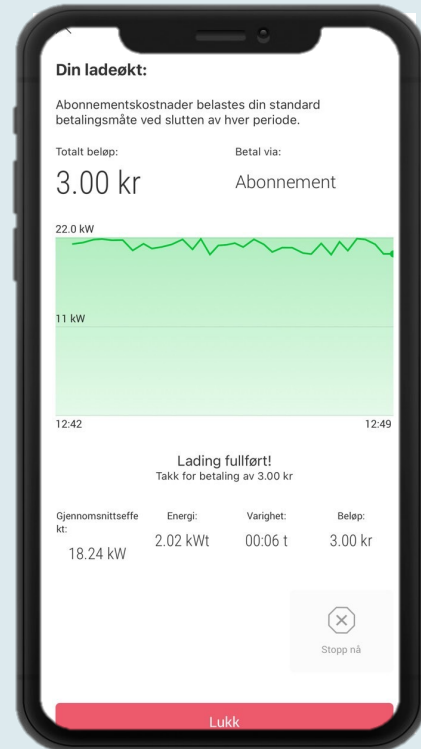 Din ladeøkt:
Abonnementskostnader belastes din standard
betalingsmåte ved slutten av hver periode.
Totalt beløp:
Betal via:
3.00 kr
Abonnement
22.0 kW
11 kW
12:42
12:49
Lading fullført!
Takk for betaling av 3.00 kr
Gjennomsnittseffe
kt:
Energi:
Varighet:
Beløp:
18.24 kW
2.02 kWt
00:06 t
3.00 kr
Stopp nå
Lukk